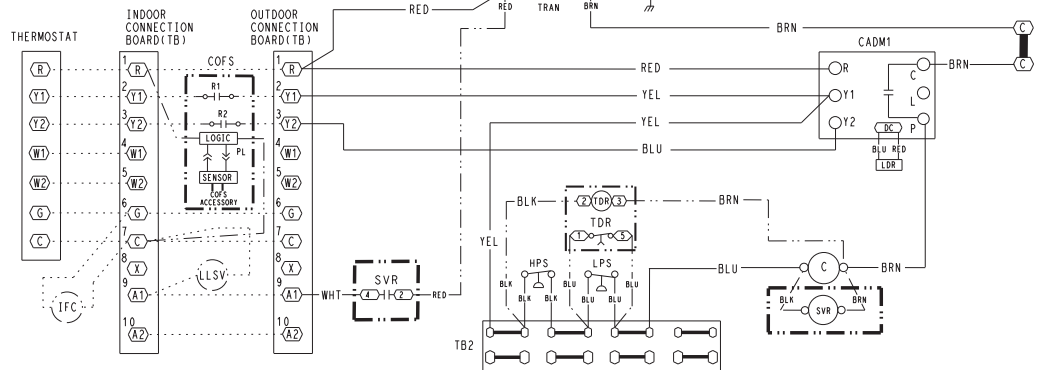 RED
RED
TRAN
BRN
BRN
C
C
THERMOSTAT
INDOOR
CONNECTION
BOARD(TB)
OUTDOOR
CONNECTION
BOARD(TB)
R
Y1
Y2
W1
W2
G
C
1 R
2 Y1
3 Y2
4 W1
5 W2
6 G
7 C
8 X
9 A1
10 A2
COFS
R1
R2
LOGIC
PL
SENSOR
COFS
ACCESSORY
1 R
2 Y1
3 Y2
4 W1
5 W2
6 G
7 C
8 X
9 A1
10 A2
IFC
LLSV
WHT
SVR
4 2
RED
RED
YEL
YEL
BLU
CADM1
R
Y1
Y2
C
L
P
DC
BLU RED
LDR
BRN
YEL
BLK
2 TDR 3
BRN
TDR
1 5
HPS
LPS
BLK
BLK
BLK
BLU
BLU
BLU
BLU
C
BRN
BLK
SVR
BRN
TB2